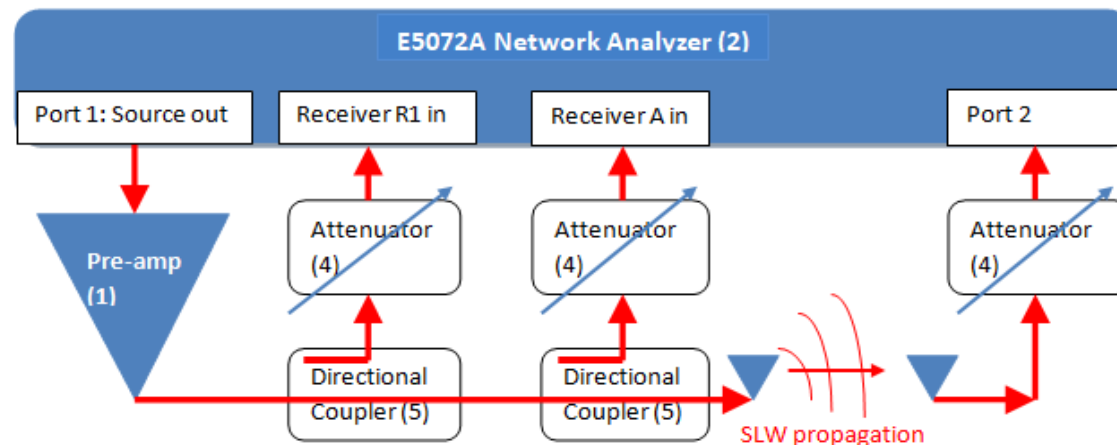 E5072A Network Analyzer (2)
Port 1: Source out
Receiver R1 in
Receiver A in
Port 2
Pre-amp
(1)
Attenuator
(4)
Attenuator
(4)
Attenuator
(4)
Directional
Coupler (5)
Directional
Coupler (5)
SLW propagation